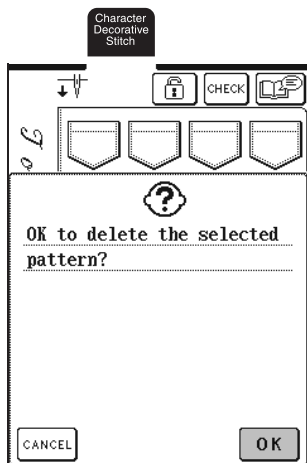 Character
Decorative
Stitch
CHECK
OK to delete the selected
pattern?
CANCEL
OK